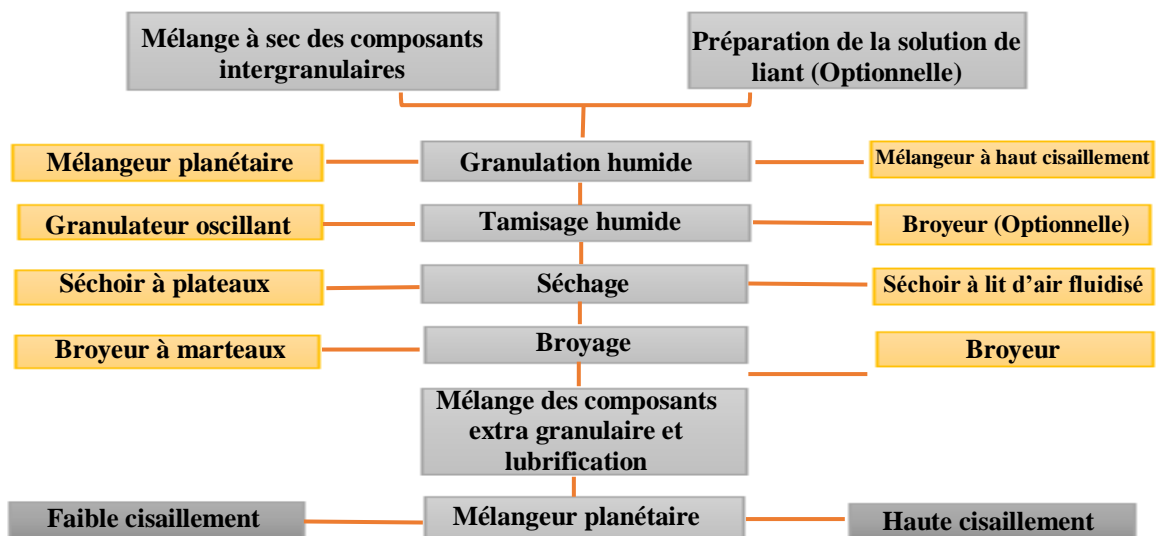 Mélange à sec des composants
intergranulaires
Préparation de la solution de
liant (Optionnelle)
Mélangeur planétaire
Granulation humide
Mélangeur à haut cisaillement
Granulateur oscillant
Tamisage humide
Broyeur (Optionnelle)
Séchoir à plateaux
Séchage
Séchoir à lit d’air fluidisé
Broyeur à marteaux
Broyage
Broyeur
Mélange des composants
extra granulaire et
lubrification
Faible cisaillement
Mélangeur planétaire
Haute cisaillement